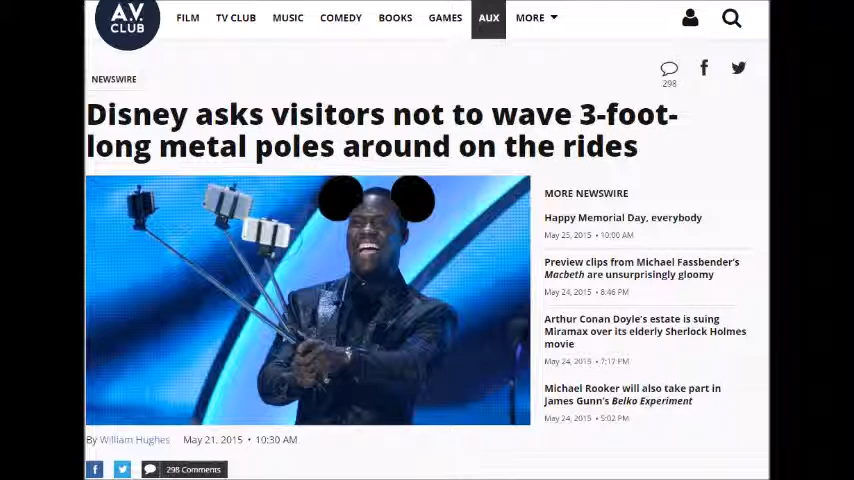 A.V.
CLUB
FILM TV CLUB MUSIC COMEDY BOOKS GAMES AUX MORE
NEWSWIRE
298
Disney asks visitors not to wave 3-foot-
long metal poles around on the rides
MORE NEWSWIRE
Happy Memorial Day, everybody
May 25, 2015 • 10:00 AM
Preview clips from Michael Fassbender's
Macbeth are unsurprisingly gloomy
May 24, 2015 • 8:46 PM
Arthur Conan Doyle's estate is suing
Miramax over its elderly Sherlock Holmes
movie
May 24, 2015 • 7:17 PM
Michael Rooker will also take part in
James Gunn's Belko Experiment
May 24, 2015 • 5:02 PM
By William Hughes May 21, 2015 • 10:30 AM
298 Comments